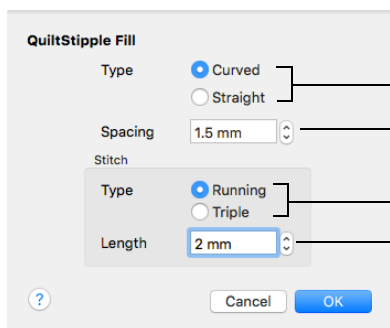 QuiltStipple Fill
Type Curved
Straight
Spacing 1.5 mm
Stitch
Type Running
Triple
Length 2 mm
? Cancel OK